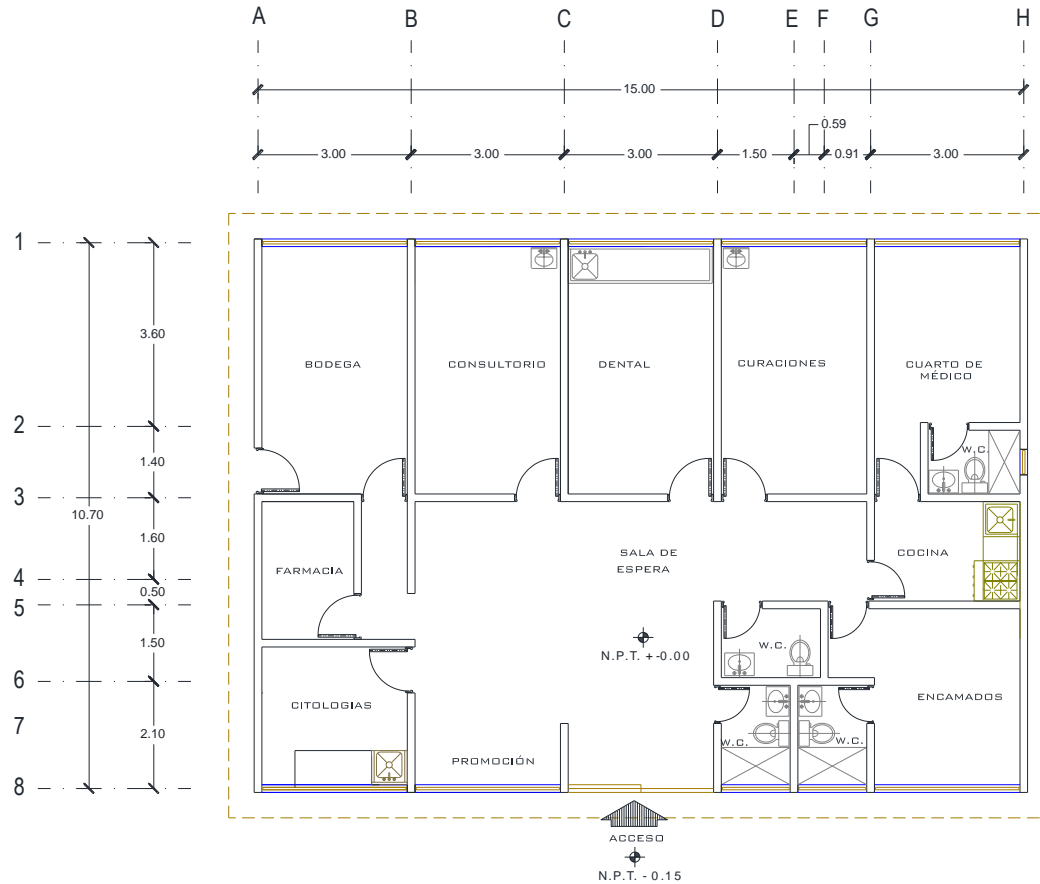 A B C D E F G H
15.00
0.59
3.00 3.00 3.00 1.50 0.91 3.00
1
3.60
BODEGA CONSULTORIO DENTAL CURACIONES CUARTO DE
MÉDICO
2
W.C.
1.40
3
10.70
1.60
SALA DE
ESPERA
COCINA
FARMACIA
4
0.50
5
1.50
W.C.
N.P.T. +-0.00
6
CITOLOGIAS
ENCAMADOS
7
2.10
W.C. W.C.
PROMOCIÓN
8
ACCESO
N.P.T. - 0.15